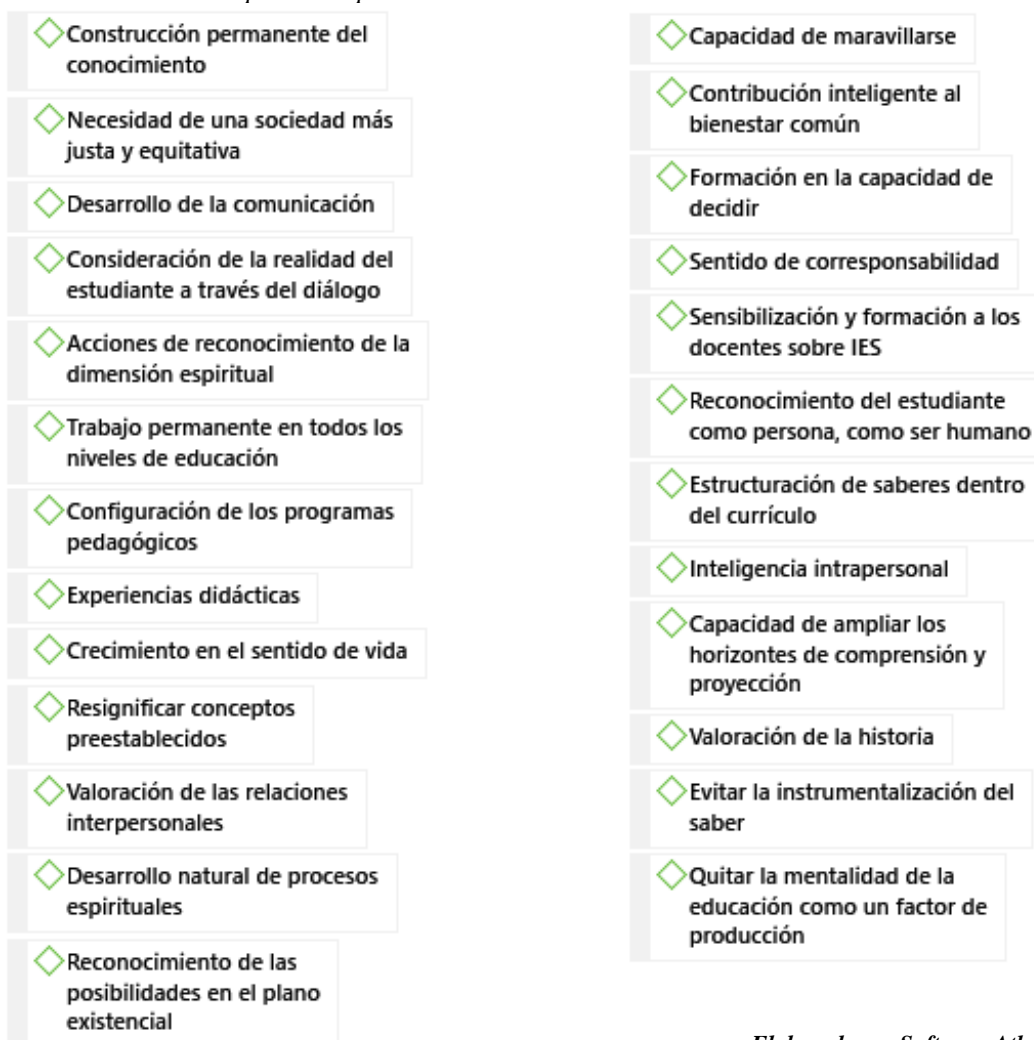 Construcción permanente del
conocimiento
Necesidad de una sociedad más
justa y equitativa
Desarrollo de la comunicación
Consideración de la realidad del
estudiante a través del diálogo
Acciones de reconocimiento de la
dimensión espiritual
Trabajo permanente en todos los
niveles de educación
Configuración de los programas
pedagógicos
Experiencias didácticas
Crecimiento en el sentido de vida
Resignificar conceptos
preestablecidos
Valoración de las relaciones
interpersonales
Desarrollo natural de procesos
espirituales
Reconocimiento de las
posibilidades en el plano
existencial
Capacidad de maravillarse
Contribución inteligente al
bienestar común
Formación en la capacidad de
decidir
Sentido de corresponsabilidad
Sensibilización y formación a los
docentes sobre IES
Reconocimiento del estudiante
como persona, como ser humano
Estructuración de saberes dentro
del currículo
Inteligencia intrapersonal
Capacidad de ampliar los
horizontes de comprensión y
proyección
Valoración de la historia
Evitar la instrumentalización del
saber
Quitar la mentalidad de la
educación como un factor de
producción